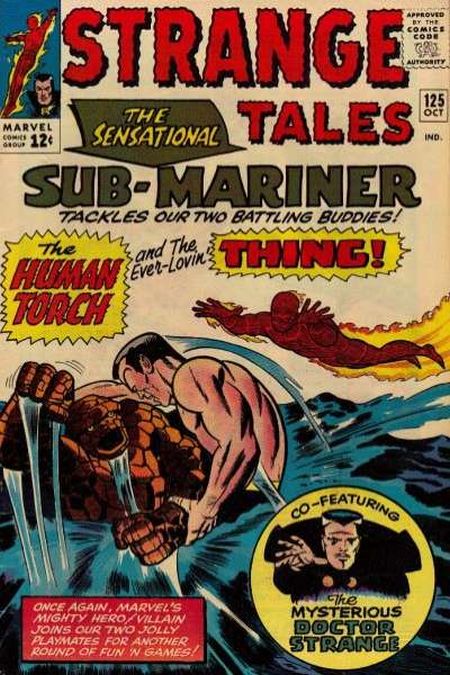 STRANGE
TALES
APPROVED
BY THE
COMICS
CODE
AUTHORITY
MARVEL
COMICS
GROUP
12¢
125
OCT
IND.
THE
SENSATIONAL
SUB-MARINER
TACKLES OUR TWO BATTLING BUDDIES!
The
HUMAN
TORCH
and The
Ever-Lovin'
THING!
CO-FEATURING
The
MYSTERIOUS
DOCTOR
STRANGE
ONCE AGAIN, MARVEL'S
MIGHTY HERO/VILLAIN
JOINS OUR TWO JOLLY
PLAYMATES FOR ANOTHER
ROUND OF FUN 'N GAMES!